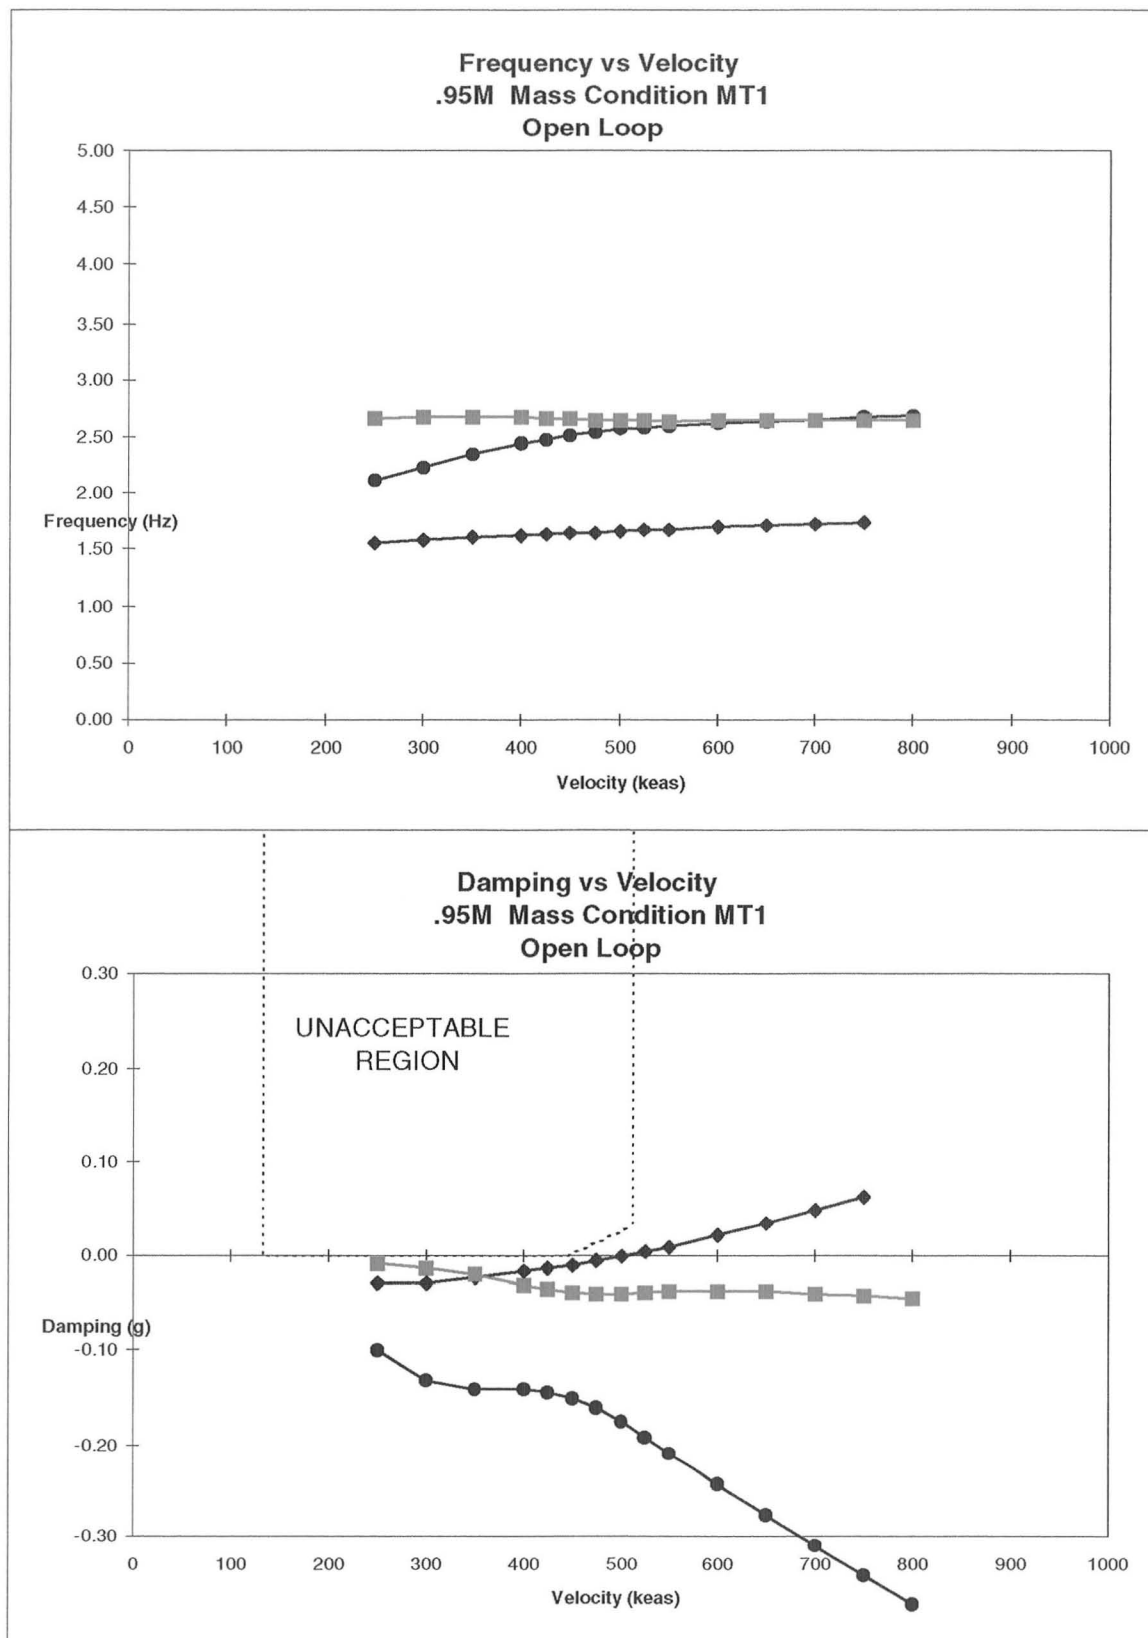 Frequency vs Velocity
.95M Mass Condition MT1
Open Loop
5.00
4.50
4.00
3.50
3.00
2.50
2.00
Frequency (Hz)
1.50
1.00
0.50
0.00
0 100 200 300 400 500 600 700 800 900 1000
Velocity (keas)
Damping vs Velocity
.95M Mass Condition MT1
Open Loop
0.30
UNACCEPTABLE
REGION
0.20
0.10
0.00
Damping (g)
-0.10
-0.20
-0.30
0 100 200 300 400 500 600 700 800 900 1000
Velocity (keas)